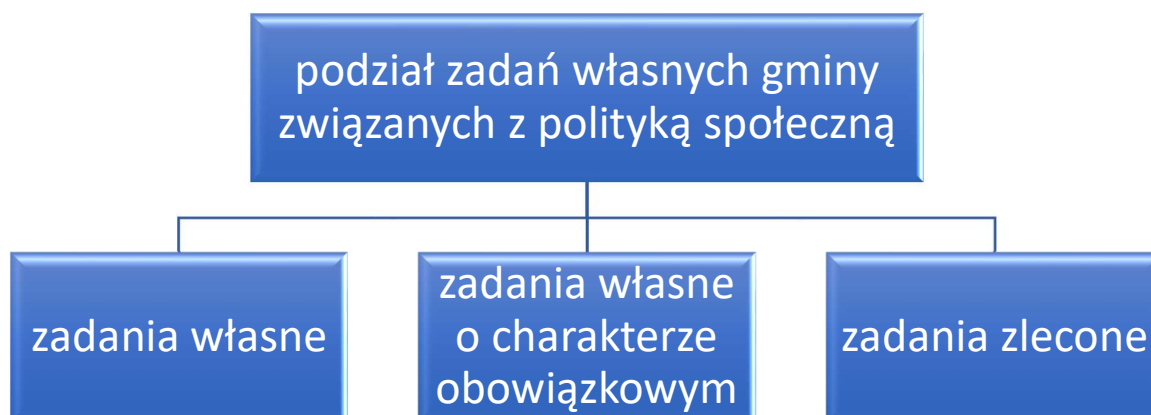 podział zadań własnych gminy
związanych z polityką społeczną
zadania własne
zadania własne
o charakterze
obowiązkowym
zadania zlecone